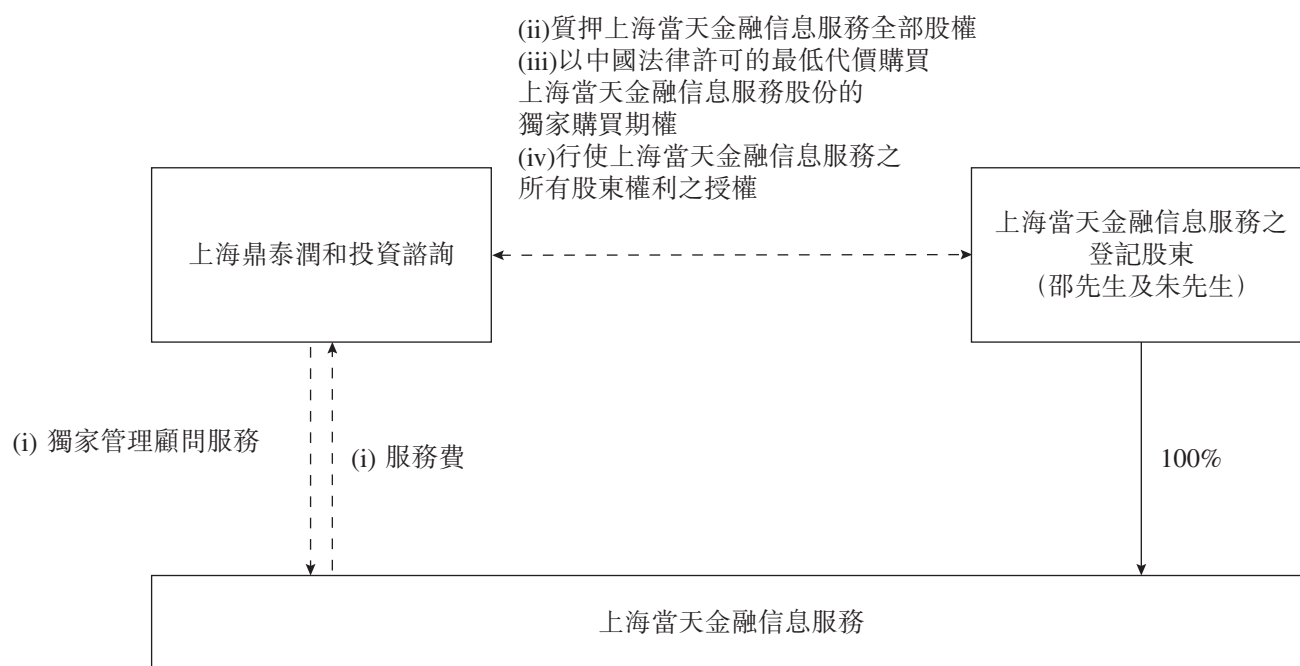 (ii)質押上海當天金融信息服務全部股權
(iii)以中國法律許可的最低代價購買
上海當天金融信息服務股份的
獨家購買期權
(iv)行使上海當天金融信息服務之
所有股東權利之授權
上海鼎泰潤和投資諮詢
上海當天金融信息服務之
登記股東
（邵先生及朱先生）
(i) 獨家管理顧問服務
(i) 服務費
100%
上海當天金融信息服務